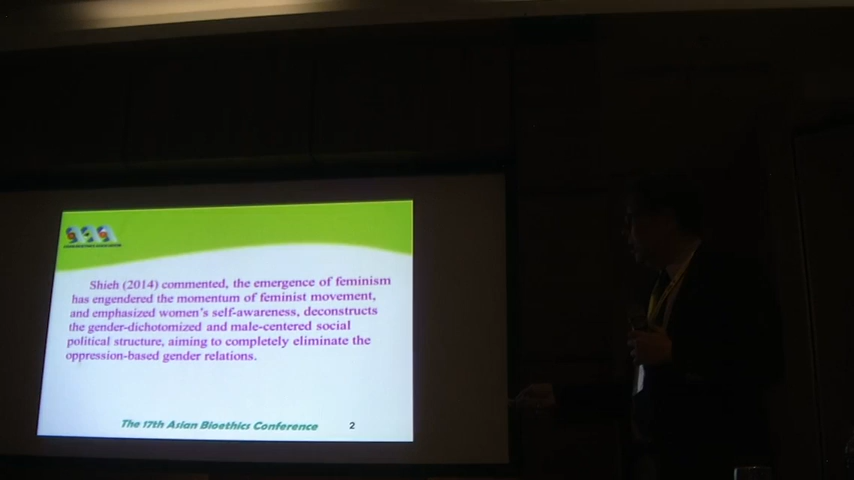 Shieh (2014) commented, the emergence of feminism
has engendered the momentum of feminist movement,
and emphasized women's self-awareness, deconstructs
the gender-dichotomized and male-centered social
political structure, aiming to completely eliminate the
oppression-based gender relations.
The 17th Asian Bioethics Conference
2